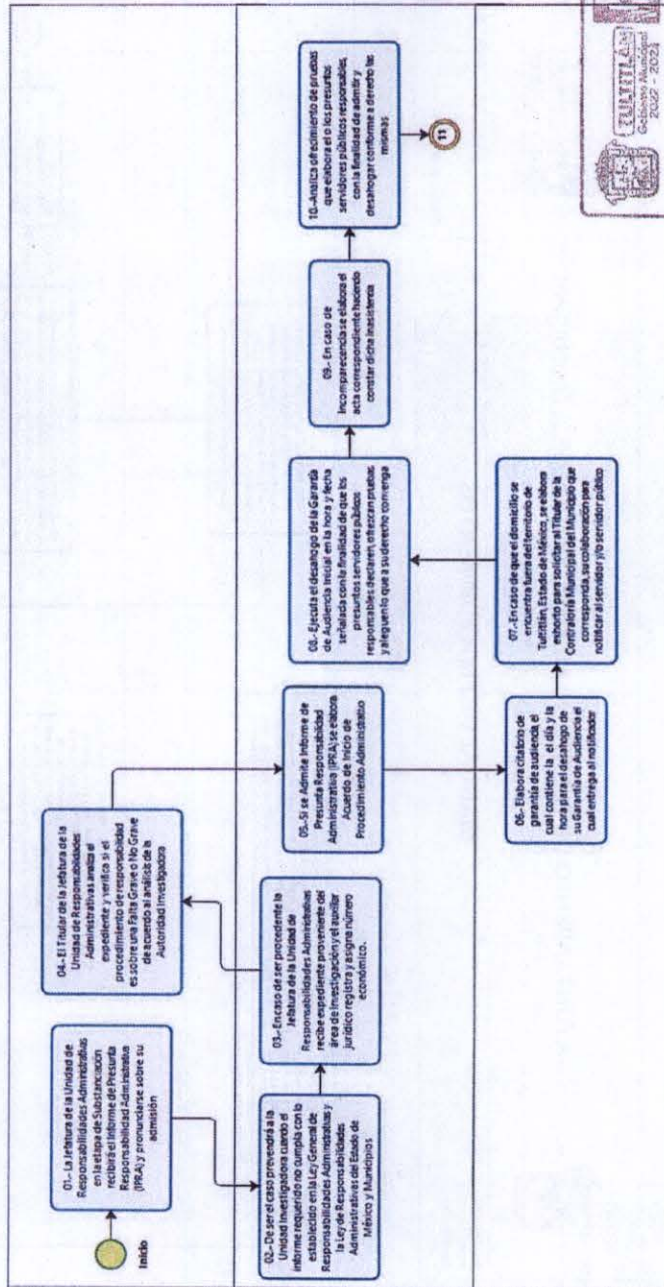 Inicio
01.- La Jefatura de la Unidad de
Responsabilidades Administrativas
en la etapa de Substanciación
recibirá el Informe de Presunta
Responsabilidad Administrativa
(IPRA) y pronunciarse sobre su
admisión
02.- De ser el caso prevendrá a la
Unidad Investigadora cuando el
informe requerido no cumpla con lo
establecido en la Ley General de
Responsabilidades Administrativas y
la Ley de Responsabilidades
Administrativas del Estado de
México y Municipios
03.- En caso de ser procedente la
Jefatura de la Unidad de
Responsabilidades Administrativas
recibe expediente proveniente del
área de Investigación y el auxiliar
jurídico registra y asigna número
económico.
04.- El Titular de la Jefatura de la
Unidad de Responsabilidades
Administrativas analiza el
expediente y verifica si el
procedimiento de responsabilidad
es sobre una Falta Grave o No Grave
de acuerdo al análisis de la
Autoridad Investigadora
05.-Si se Admite Informe de
Presunta Responsabilidad
Administrativa (IPRA) se elabora
Acuerdo de Inicio de
Procedimiento Administrativo
06.- Elabora citatorio de
garantía de audiencia, el
cual contiene la el día y la
hora para el desahogo de
su Garantía de Audiencia el
cual entrega al notificador
07.- En caso de que el domicilio se
encuentra fuera del territorio de
Tultitlán, Estado de México, se elabora
exhorto para solicitar al Titular de la
Contraloría Municipal del Municipio que
corresponda, su colaboración para
notificar al servidor y/o servidor público
08.- Ejecuta el desahogo de la Garantía
de Audiencia Inicial en la hora y fecha
señalada con la finalidad de que los
presuntos servidores públicos
responsables declaren, ofrezcan pruebas,
y aleguen lo que a su derecho convenga
09.- En caso de
Incomparecencia se elabora el
acta correspondiente haciendo
constar dicha inasistencia
10.-Analiza ofrecimiento de pruebas
que elabora el o los presuntos
servidores públicos responsables,
con la finalidad de admitir y
desahogar conforme a derecho las
mismas
11
TULTITLÁN
Gobierno Municipal
2022 - 2024